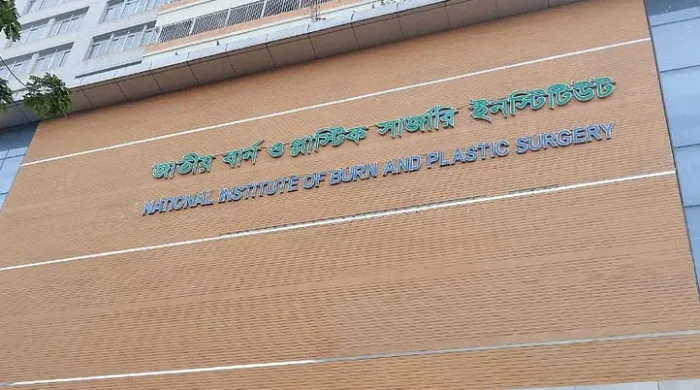 জাতীয় বার্ন ও প্লাস্টিক সার্জারি ইনস্টিটিউট
NATIONAL INSTITUTE OF BURN AND PLASTIC SURGERY